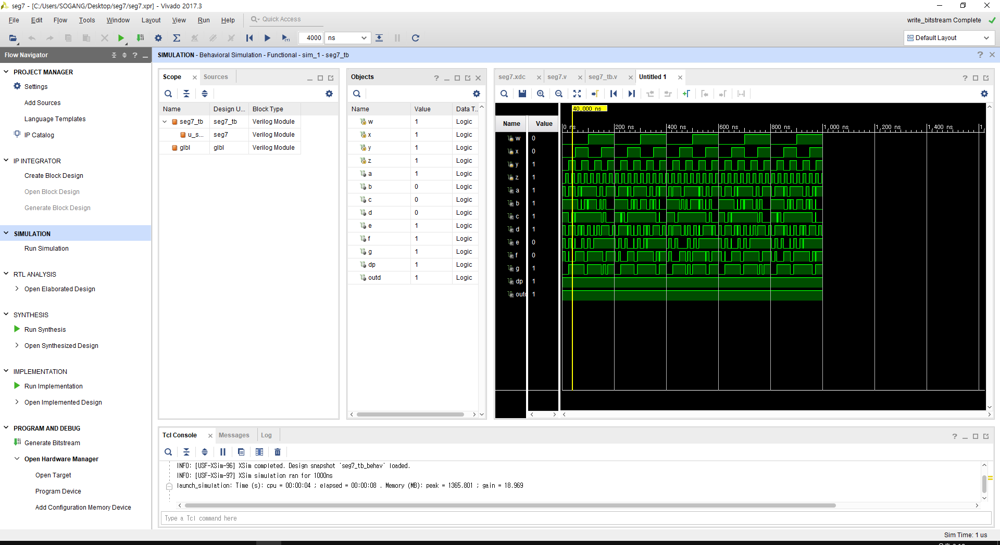 seg7 - [C:/Users/SOGANG/Desktop/seg7/seg7.xpr] - Vivado 2017.3
File Edit Flow Tools Window Layout View Run Help Quick Access
write_bitstream Complete
4000 ns
Default Layout
Flow Navigator
SIMULATION - Behavioral Simulation - Functional - sim_1 - seg7_tb
PROJECT MANAGER
Settings
Add Sources
Language Templates
IP Catalog
IP INTEGRATOR
Create Block Design
Open Block Design
Generate Block Design
SIMULATION
Run Simulation
RTL ANALYSIS
Open Elaborated Design
SYNTHESIS
Run Synthesis
Open Synthesized Design
IMPLEMENTATION
Run Implementation
Open Implemented Design
PROGRAM AND DEBUG
Generate Bitstream
Open Hardware Manager
Open Target
Program Device
Add Configuration Memory Device
Scope Sources
Name Design U... Block Type
seg7_tb seg7_tb Verilog Module
u_s... seg7 Verilog Module
glbl glbl Verilog Module
Objects
Name Value Data T...
w 1 Logic
x 1 Logic
y 1 Logic
z 1 Logic
a 1 Logic
b 0 Logic
c 0 Logic
d 0 Logic
e 1 Logic
f 1 Logic
g 1 Logic
dp 1 Logic
outd 1 Logic
seg7.xdc seg7.v seg7_tb.v Untitled 1
40,000 ns
Name Value
0 ns 200 ns 400 ns 600 ns 800 ns 1,000 ns 1,200 ns 1,400 ns
w 0
x 0
y 1
z 1
a 1
b 1
c 1
d 1
e 0
f 0
g 1
dp 1
outd 1
Tcl Console Messages Log
INFO: [USF-XSim-96] XSim completed. Design snapshot 'seg7_tb_behav' loaded.
INFO: [USF-XSim-97] XSim simulation ran for 1000ns
launch_simulation: Time (s): cpu = 00:00:04 ; elapsed = 00:00:08 . Memory (MB): peak = 1365.801 ; gain = 18.969
Type a Tcl command here
Sim Time: 1 us